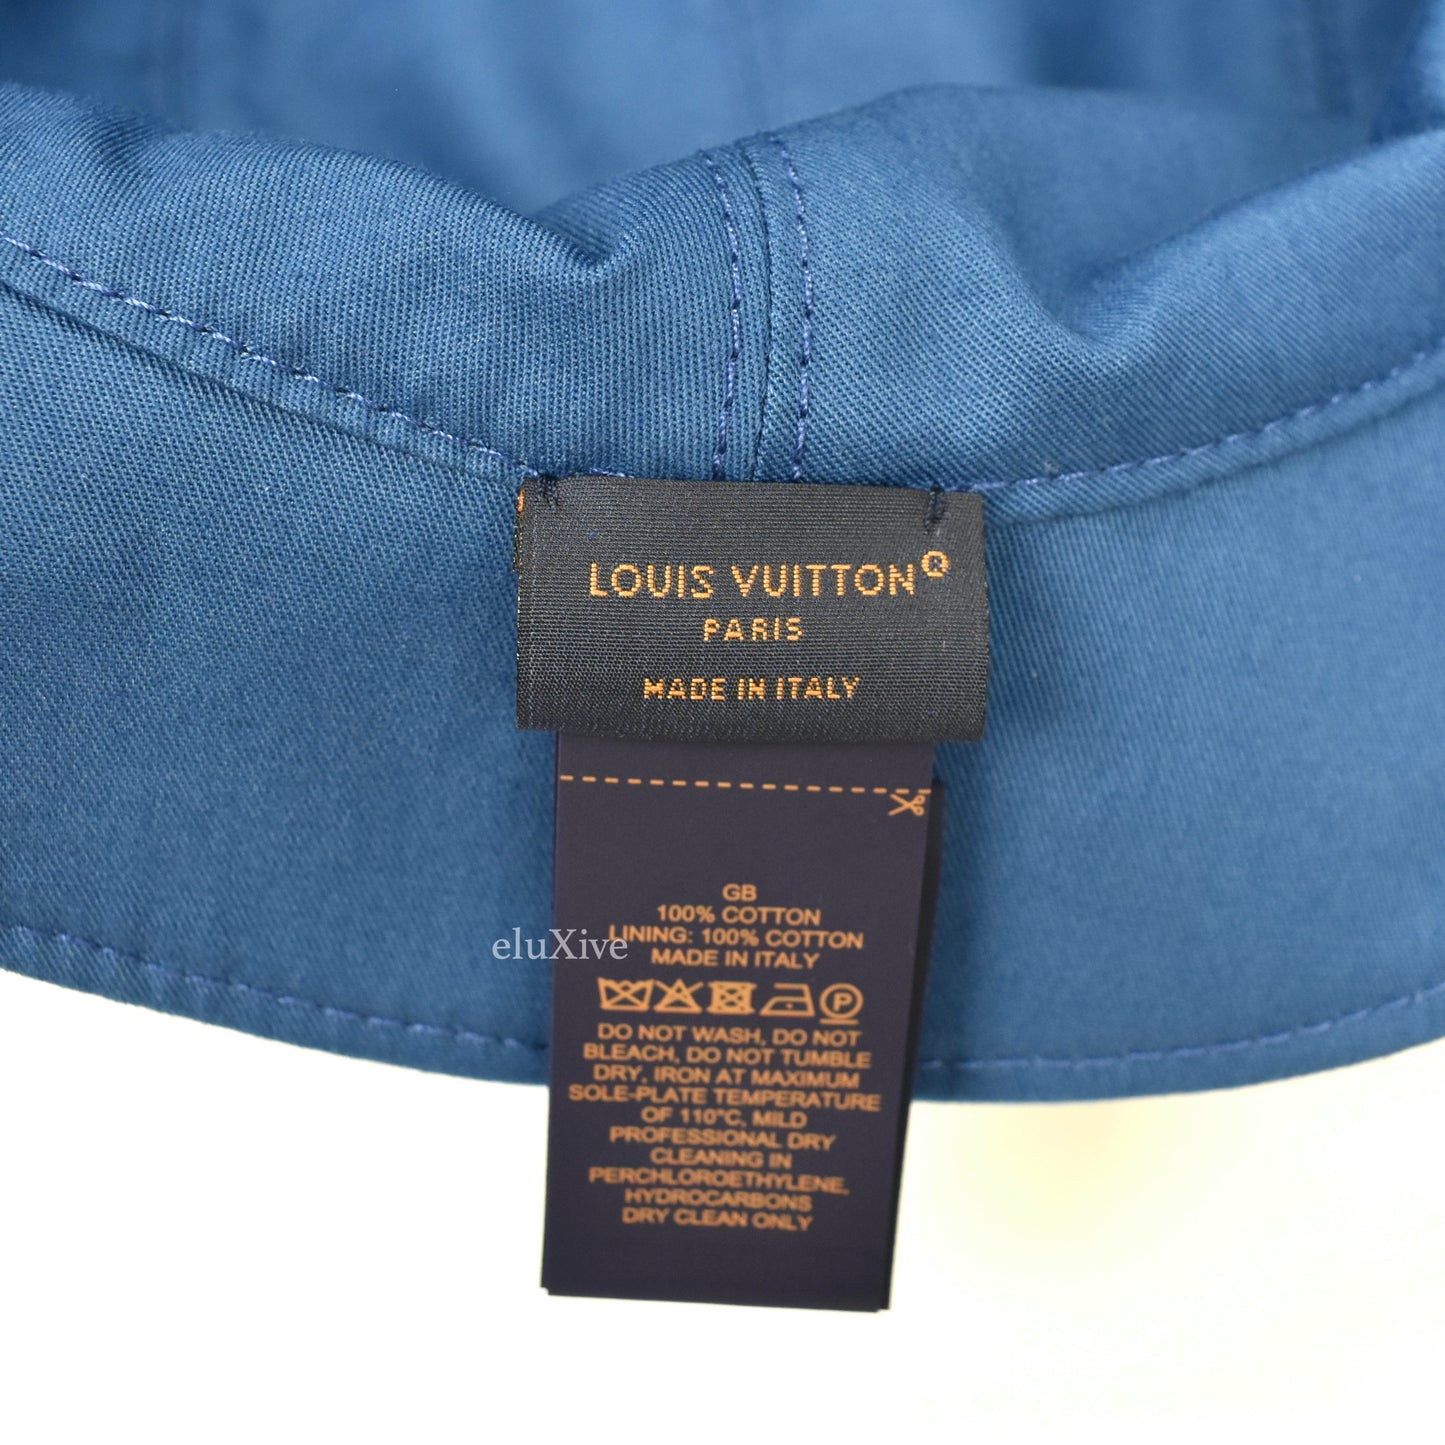 LOUIS VUITTON®
PARIS
MADE IN ITALY
GB
100% COTTON
LINING: 100% COTTON
MADE IN ITALY
P
DO NOT WASH, DO NOT
BLEACH, DO NOT TUMBLE
DRY, IRON AT MAXIMUM
SOLE-PLATE TEMPERATURE
OF 110°C, MILD
PROFESSIONAL DRY
CLEANING IN
PERCHLOROETHYLENE,
HYDROCARBONS
DRY CLEAN ONLY
eluXive